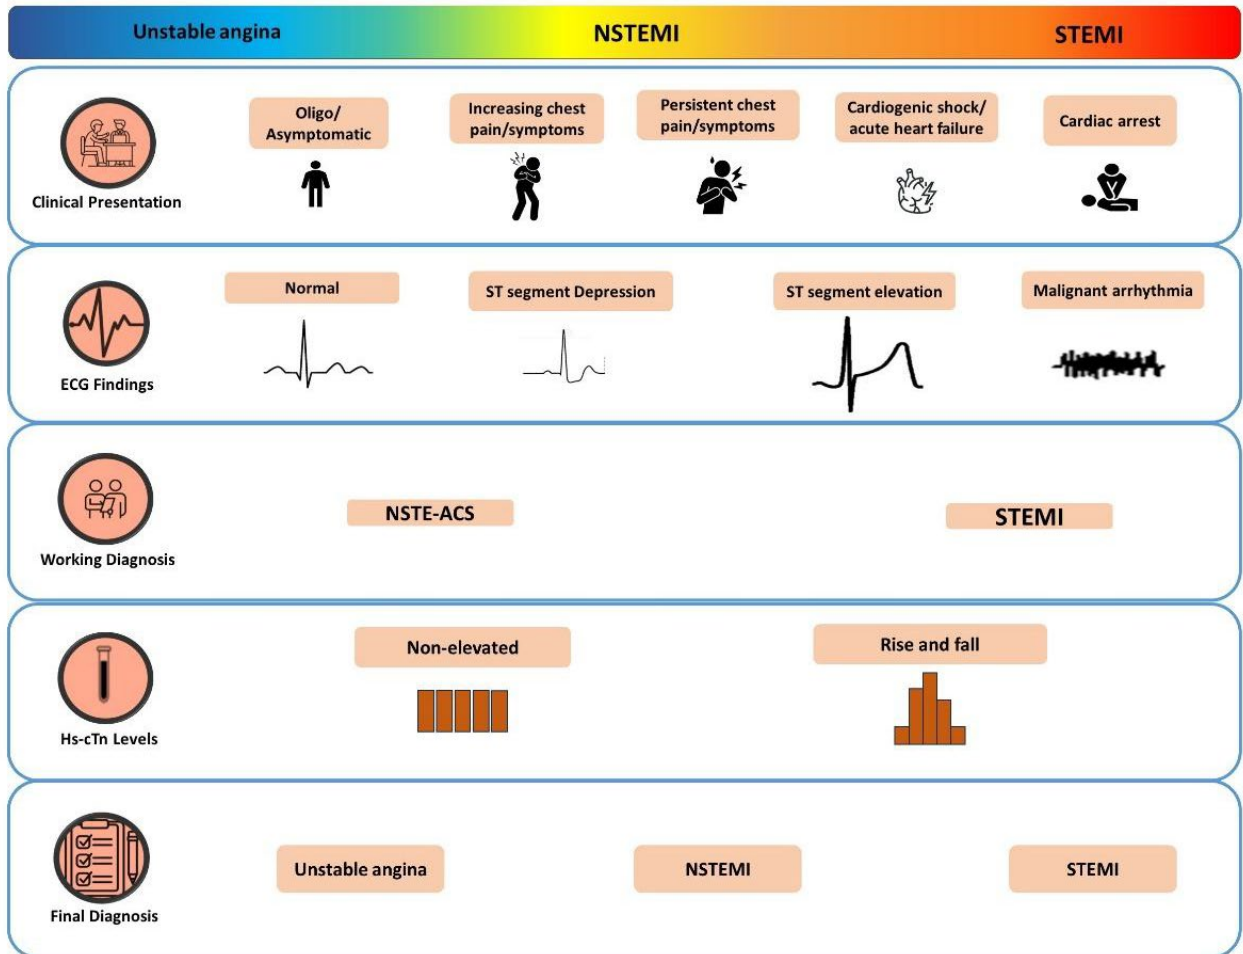 Unstable angina
NSTEMI
STEMI
Clinical Presentation
Oligo/
Asymptomatic
Increasing chest
pain/symptoms
Persistent chest
pain/symptoms
Cardiogenic shock/
acute heart failure
Cardiac arrest
ECG Findings
Normal
ST segment Depression
ST segment elevation
Malignant arrhythmia
Working Diagnosis
NSTE-ACS
STEMI
Hs-cTn Levels
Non-elevated
Rise and fall
Final Diagnosis
Unstable angina
NSTEMI
STEMI